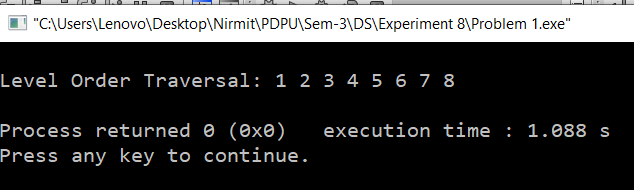 "C:\Users\Lenovo\Desktop\Nirmit\PDPU\Sem-3\DS\Experiment 8\Problem 1.exe"
Level Order Traversal: 1 2 3 4 5 6 7 8
Process returned 0 (0x0)   execution time : 1.088 s
Press any key to continue.